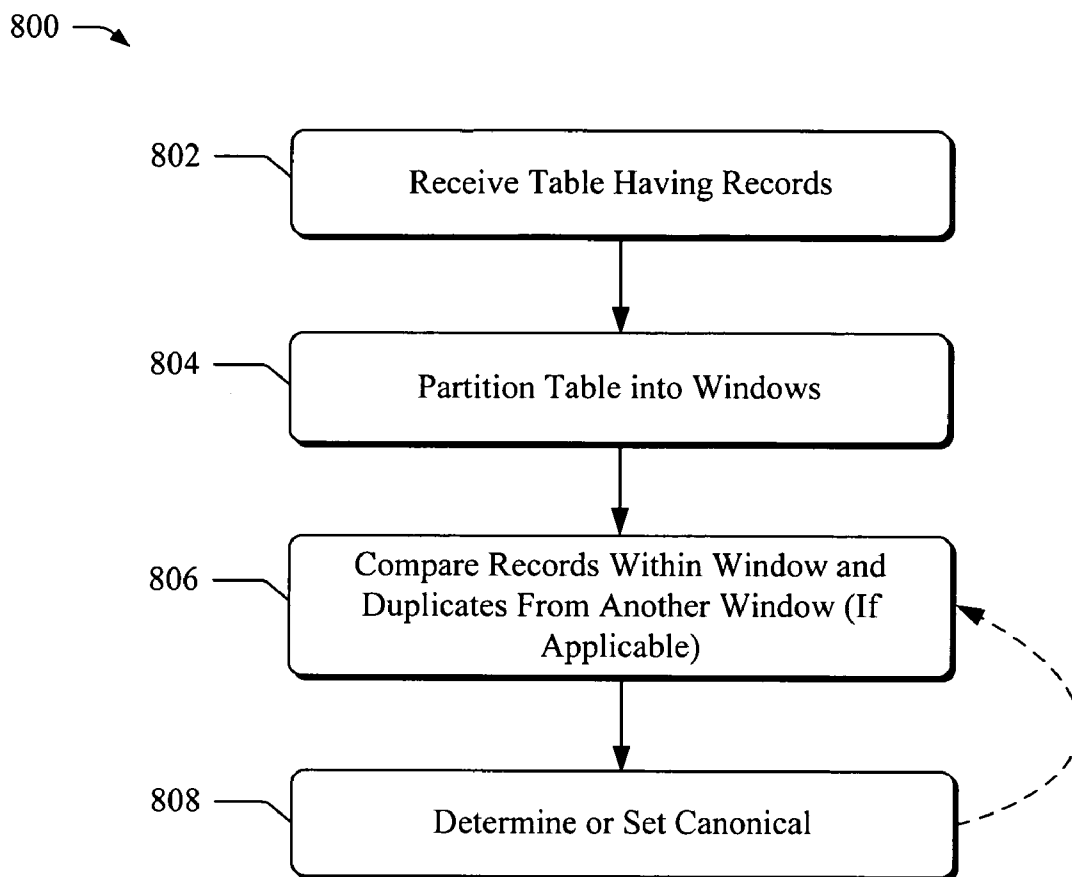 800
802
Receive Table Having Records
804
Partition Table into Windows
806
Compare Records Within Window and
Duplicates From Another Window (If
Applicable)
808
Determine or Set Canonical